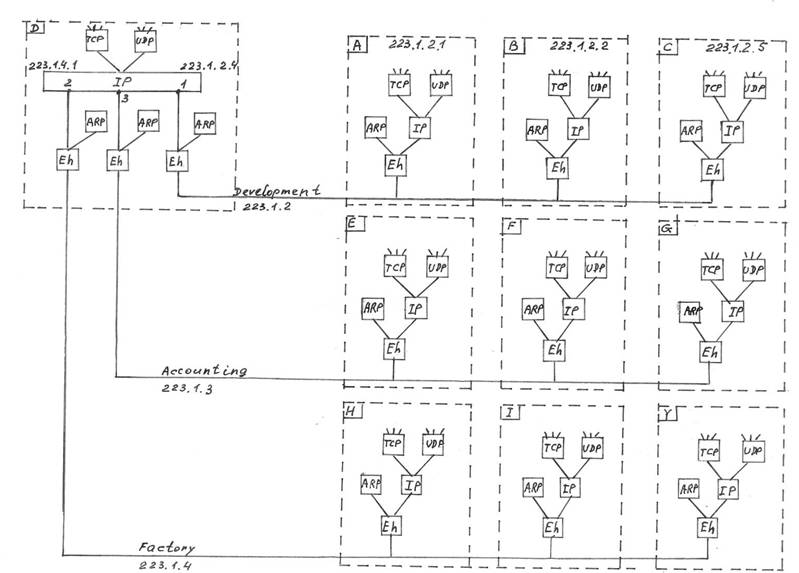 D
TCP UDP
223.1.4.1 223.1.2.4
IP
2 3 1
ARP ARP ARP
Eh Eh Eh
A 223.1.2.1
TCP UDP
ARP IP
Eh
B 223.1.2.2
TCP UDP
ARP IP
Eh
C 223.1.2.5
TCP UDP
ARP IP
Eh
Development
223.1.2
E
TCP UDP
ARP IP
Eh
F
TCP UDP
ARP IP
Eh
G
TCP UDP
ARP IP
Eh
Accounting
223.1.3
H
TCP UDP
ARP IP
Eh
I
TCP UDP
ARP IP
Eh
Y
TCP UDP
ARP IP
Eh
Factory
223.1.4